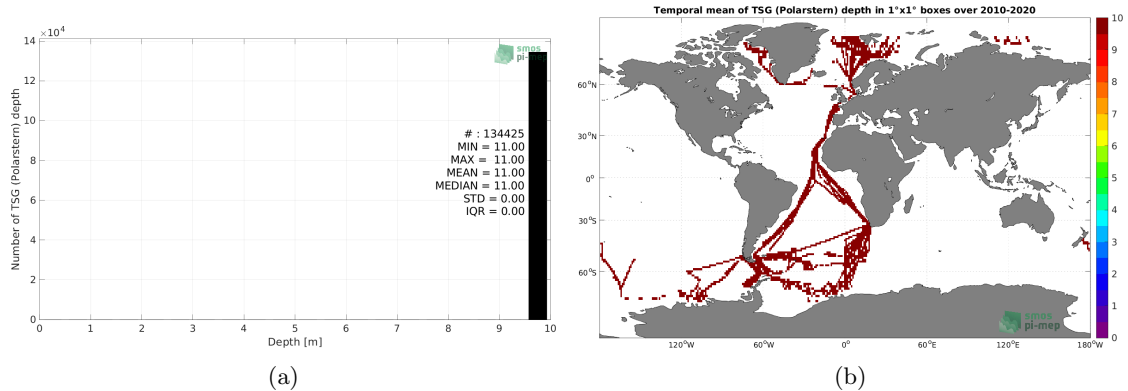 ×10⁴
14
12
10
8
6
4
2
0
Number of TSG (Polarstern) depth
smos
pi-mep
# : 134425
MIN = 11.00
MAX = 11.00
MEAN = 11.00
MEDIAN = 11.00
STD = 0.00
IQR = 0.00
0 1 2 3 4 5 6 7 8 9 10
Depth [m]
(a)
Temporal mean of TSG (Polarstern) depth in 1°x1° boxes over 2010-2020
60°N
30°N
0°
30°S
60°S
120°W 60°W 0°E 60°E 120°E 180°W
smos
pi-mep
10
9
8
7
6
5
4
3
2
1
0
(b)